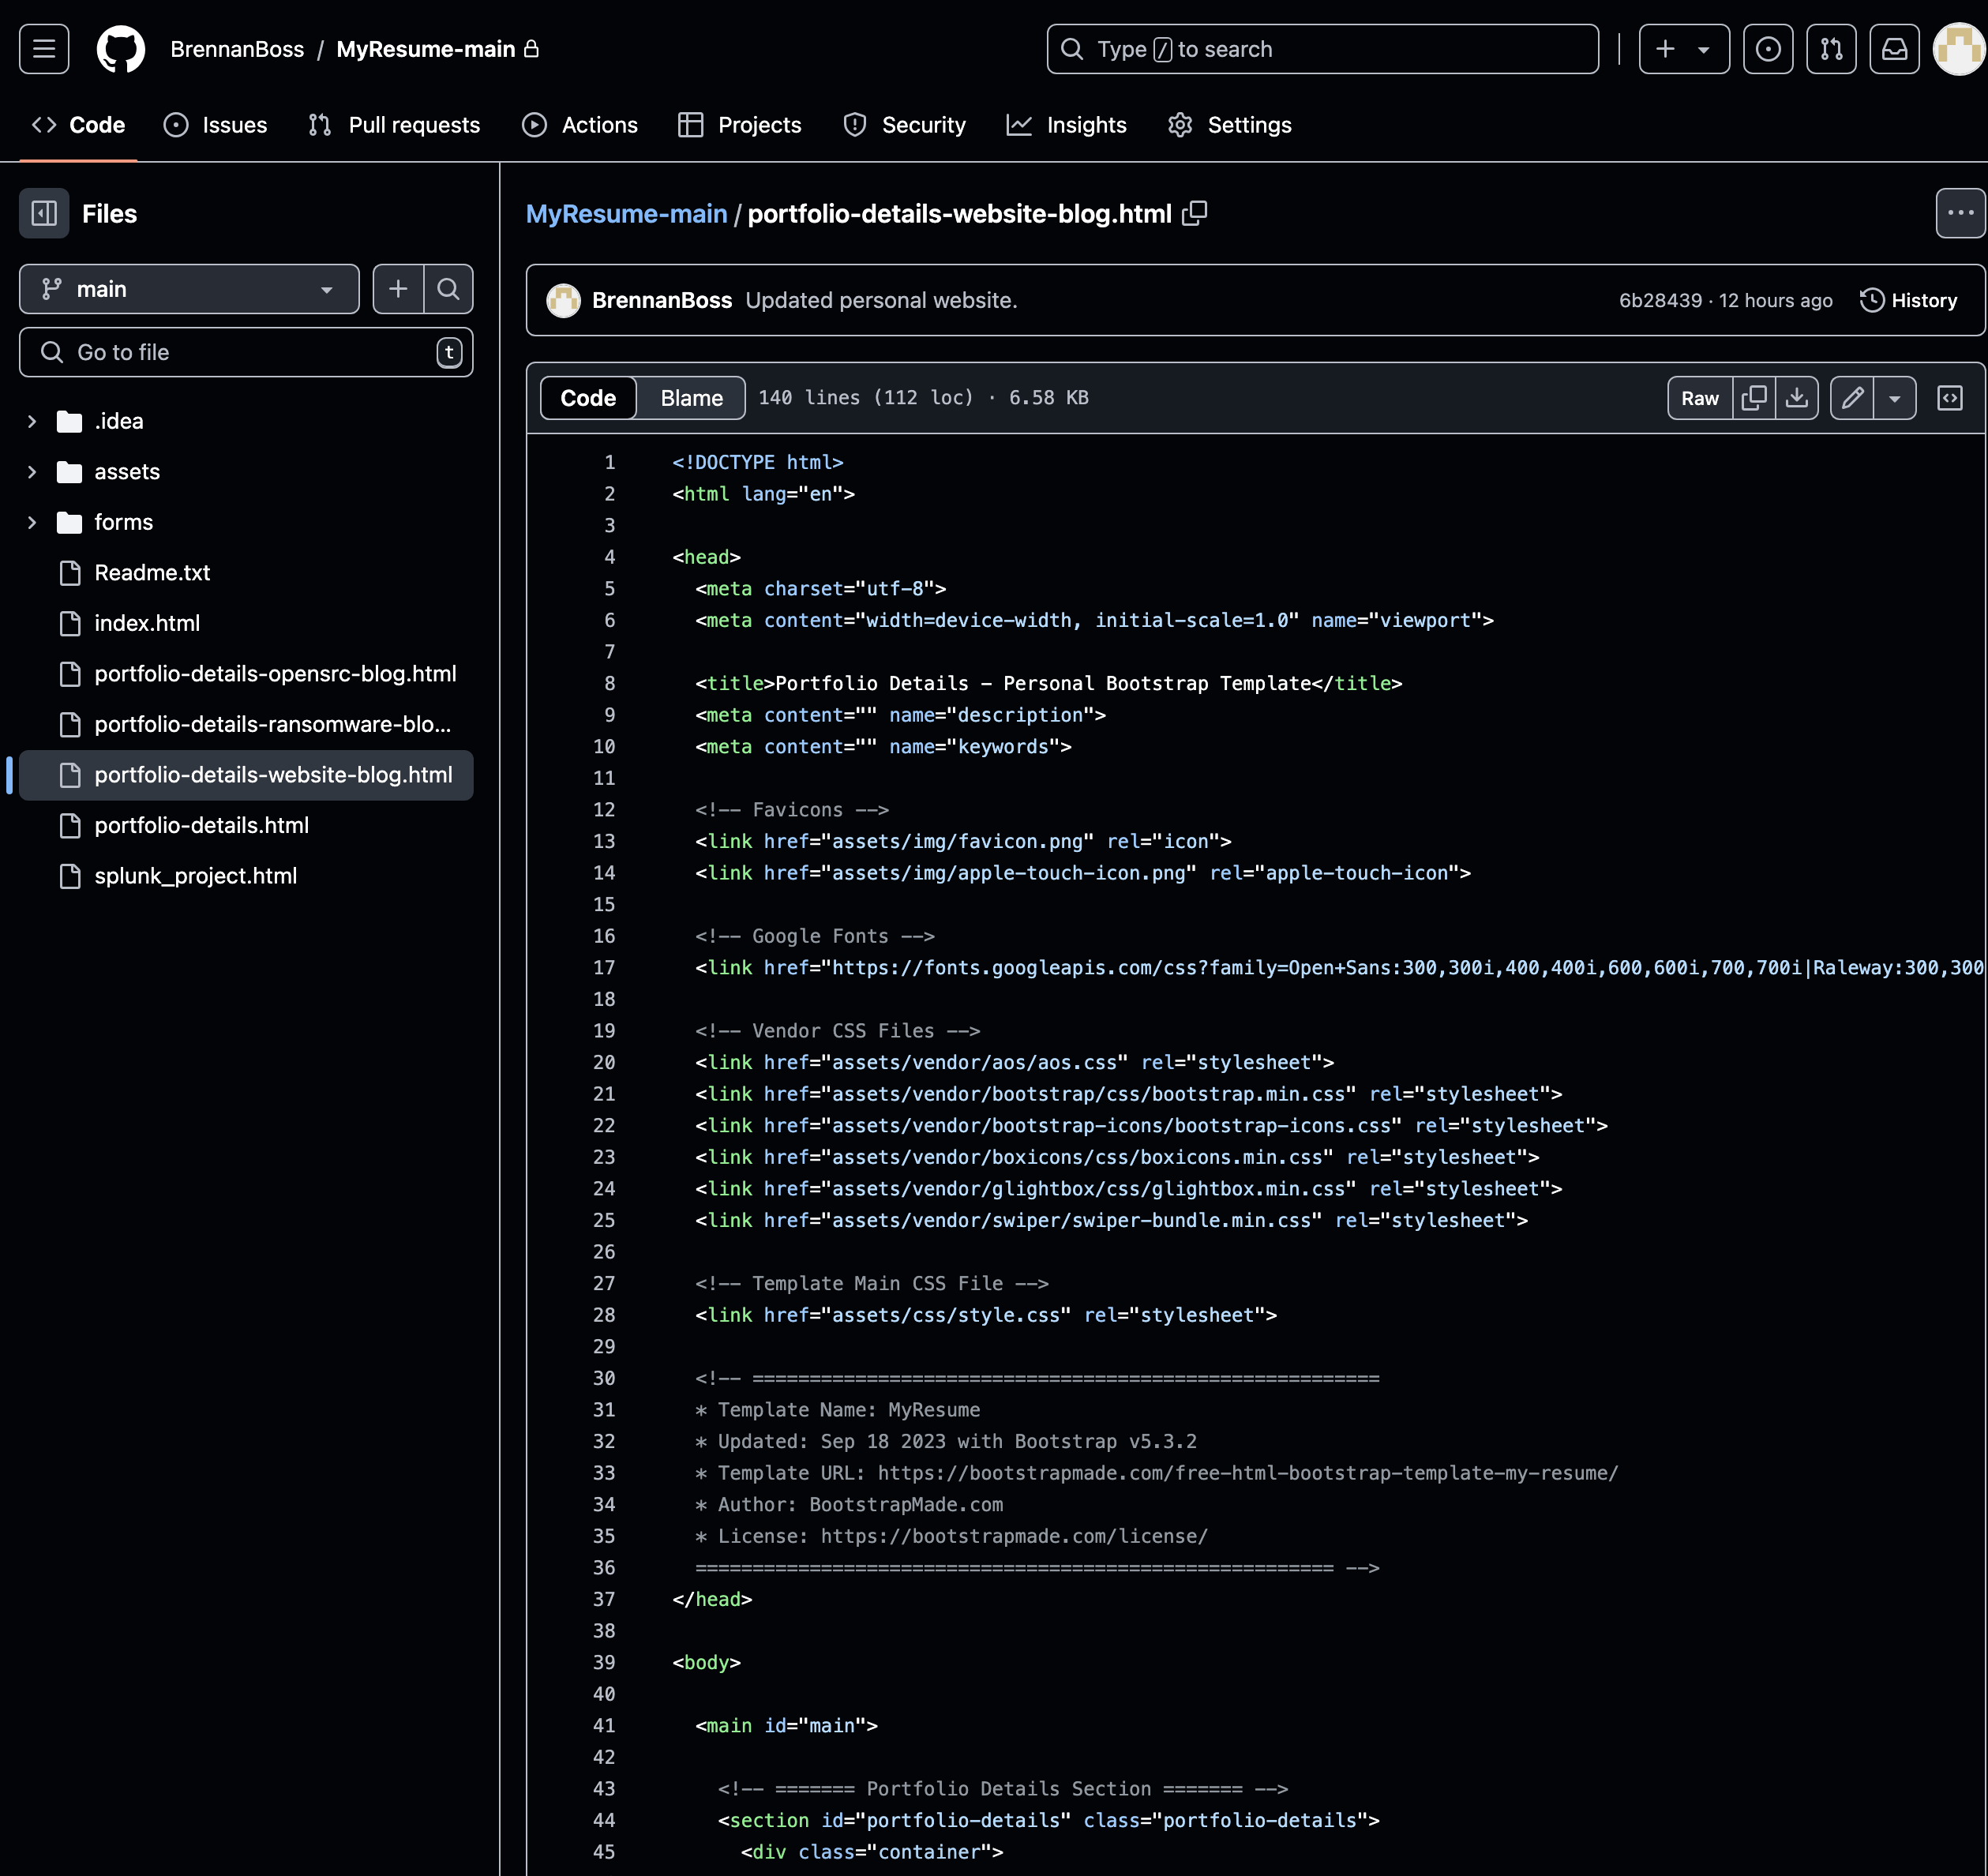 BrennanBoss / MyResume-main
Type / to search
Code Issues Pull requests Actions Projects Security Insights Settings
Files
main
Go to file t
.idea
assets
forms
Readme.txt
index.html
portfolio-details-opensrc-blog.html
portfolio-details-ransomware-blo...
portfolio-details-website-blog.html
portfolio-details.html
splunk_project.html
MyResume-main / portfolio-details-website-blog.html
BrennanBoss Updated personal website. 6b28439 · 12 hours ago History
Code Blame 140 lines (112 loc) · 6.58 KB Raw
1 <!DOCTYPE html>
2 <html lang="en">
3
4 <head>
5 <meta charset="utf-8">
6 <meta content="width=device-width, initial-scale=1.0" name="viewport">
7
8 <title>Portfolio Details - Personal Bootstrap Template</title>
9 <meta content="" name="description">
10 <meta content="" name="keywords">
11
12 <!-- Favicons -->
13 <link href="assets/img/favicon.png" rel="icon">
14 <link href="assets/img/apple-touch-icon.png" rel="apple-touch-icon">
15
16 <!-- Google Fonts -->
17 <link href="https://fonts.googleapis.com/css?family=Open+Sans:300,300i,400,400i,600,600i,700,700i|Raleway:300,300
18
19 <!-- Vendor CSS Files -->
20 <link href="assets/vendor/aos/aos.css" rel="stylesheet">
21 <link href="assets/vendor/bootstrap/css/bootstrap.min.css" rel="stylesheet">
22 <link href="assets/vendor/bootstrap-icons/bootstrap-icons.css" rel="stylesheet">
23 <link href="assets/vendor/boxicons/css/boxicons.min.css" rel="stylesheet">
24 <link href="assets/vendor/glightbox/css/glightbox.min.css" rel="stylesheet">
25 <link href="assets/vendor/swiper/swiper-bundle.min.css" rel="stylesheet">
26
27 <!-- Template Main CSS File -->
28 <link href="assets/css/style.css" rel="stylesheet">
29
30 <!-- =======================================================
31 * Template Name: MyResume
32 * Updated: Sep 18 2023 with Bootstrap v5.3.2
33 * Template URL: https://bootstrapmade.com/free-html-bootstrap-template-my-resume/
34 * Author: BootstrapMade.com
35 * License: https://bootstrapmade.com/license/
36 ======================================================== -->
37 </head>
38
39 <body>
40
41 <main id="main">
42
43 <!-- ======= Portfolio Details Section ======= -->
44 <section id="portfolio-details" class="portfolio-details">
45 <div class="container">